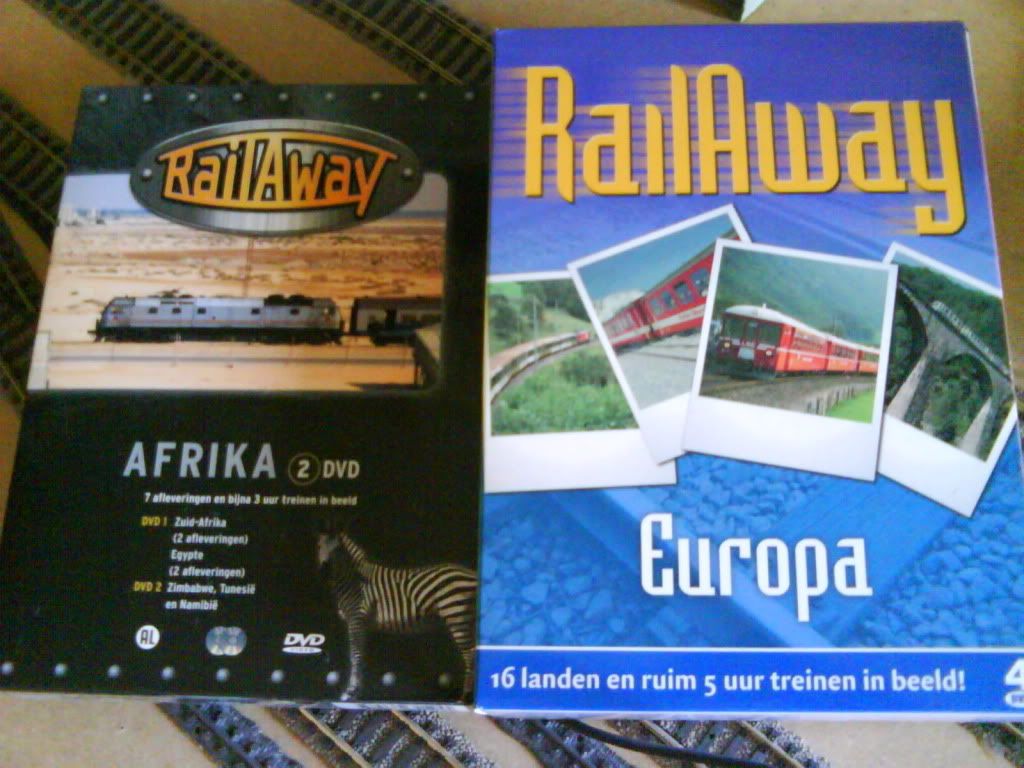 RailAway
AFRIKA 2 DVD
7 afleveringen en bijna 3 uur treinen in beeld
DVD 1 Zuid-Afrika
(2 afleveringen)
Egypte
(2 afleveringen)
DVD 2 Zimbabwe, Tunesië
en Namibië
AL
DVD
RailAway
Europa
16 landen en ruim 5 uur treinen in beeld!
4